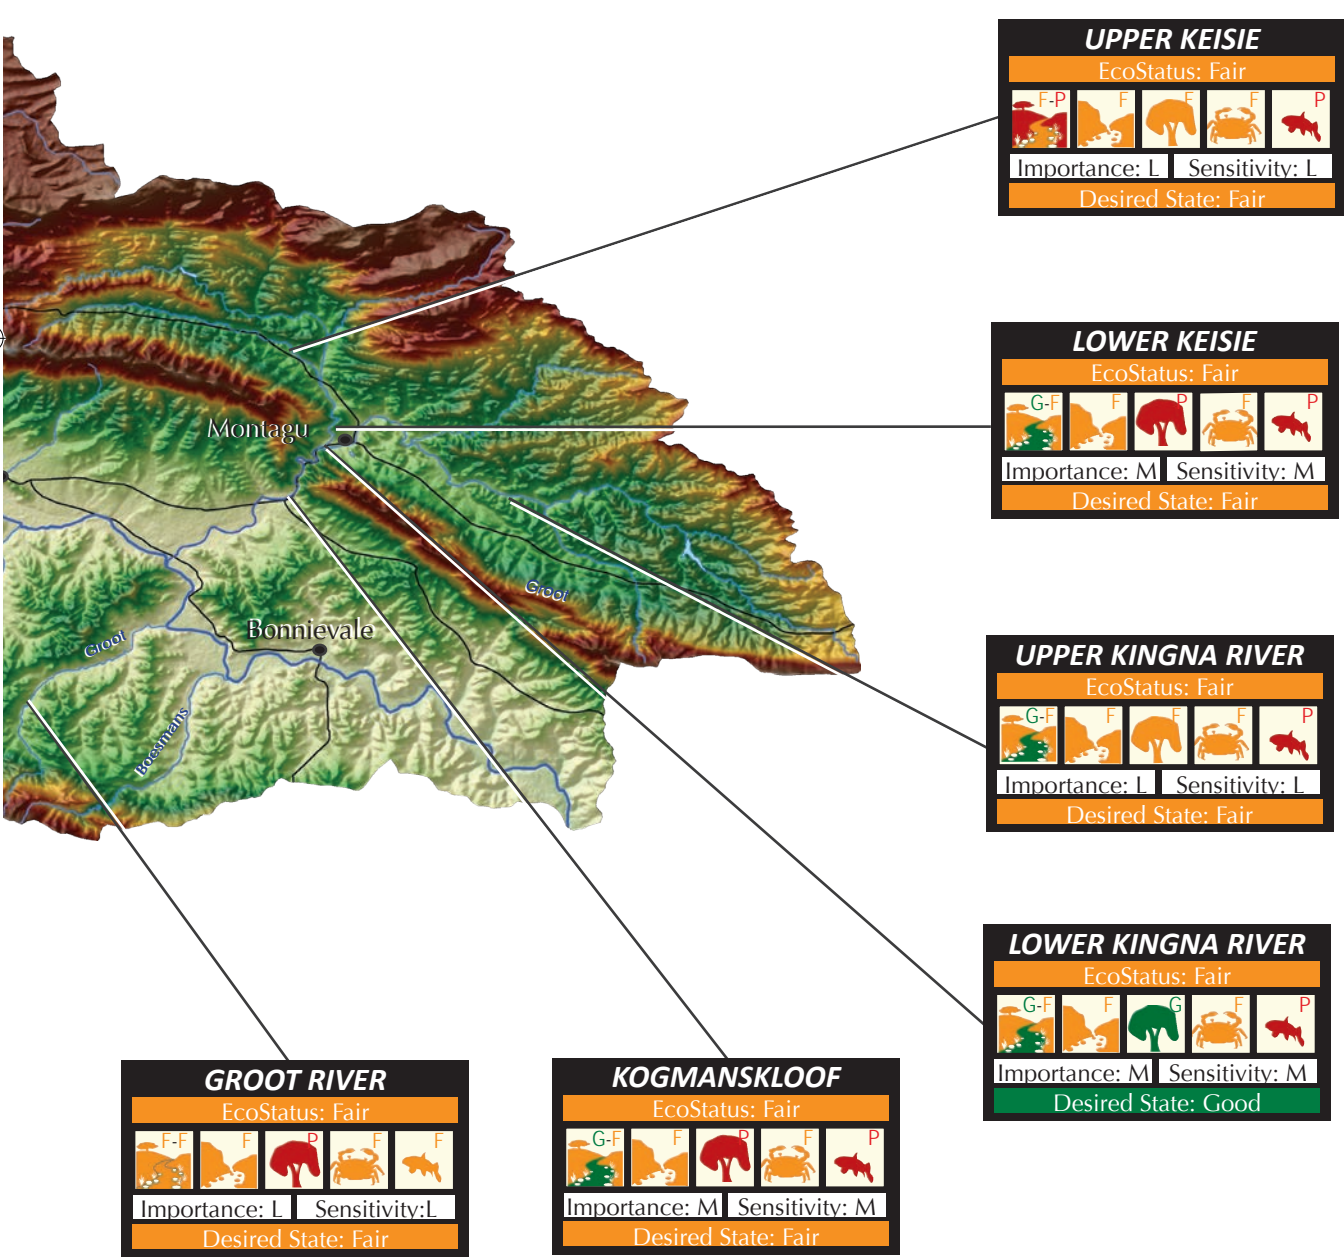 UPPER KEISIE
EcoStatus: Fair
F-P F F F P
Importance: L Sensitivity: L
Desired State: Fair
LOWER KEISIE
EcoStatus: Fair
G-F F P F P
Importance: M Sensitivity: M
Desired State: Fair
Montagu
Groot
Bonnievale
Groot
Boesmans
UPPER KINGNA RIVER
EcoStatus: Fair
G-F F F F P
Importance: L Sensitivity: L
Desired State: Fair
LOWER KINGNA RIVER
EcoStatus: Fair
G-F F G F P
Importance: M Sensitivity: M
Desired State: Good
GROOT RIVER
EcoStatus: Fair
F-F F P F F
Importance: L Sensitivity:L
Desired State: Fair
KOGMANSKLOOF
EcoStatus: Fair
G-F F P F P
Importance: M Sensitivity: M
Desired State: Fair